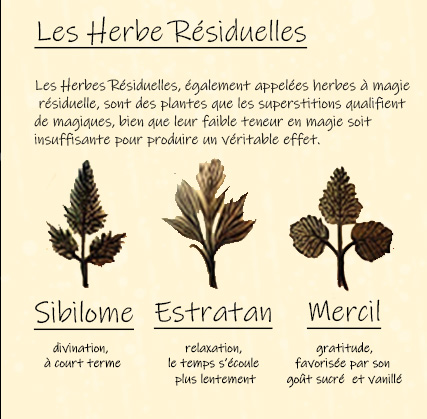 Les Herbe Résiduelles
Les Herbes Résiduelles, également appelées herbes à magie
résiduelle, sont des plantes que les superstitions qualifient
de magiques, bien que leur faible teneur en magie soit
insuffisante pour produire un véritable effet.
Sibilome
divination,
à court terme
Estratan
relaxation,
le temps s'écoule
plus lentement
Mercil
gratitude,
favorisée par son
goût sucré et vanillé